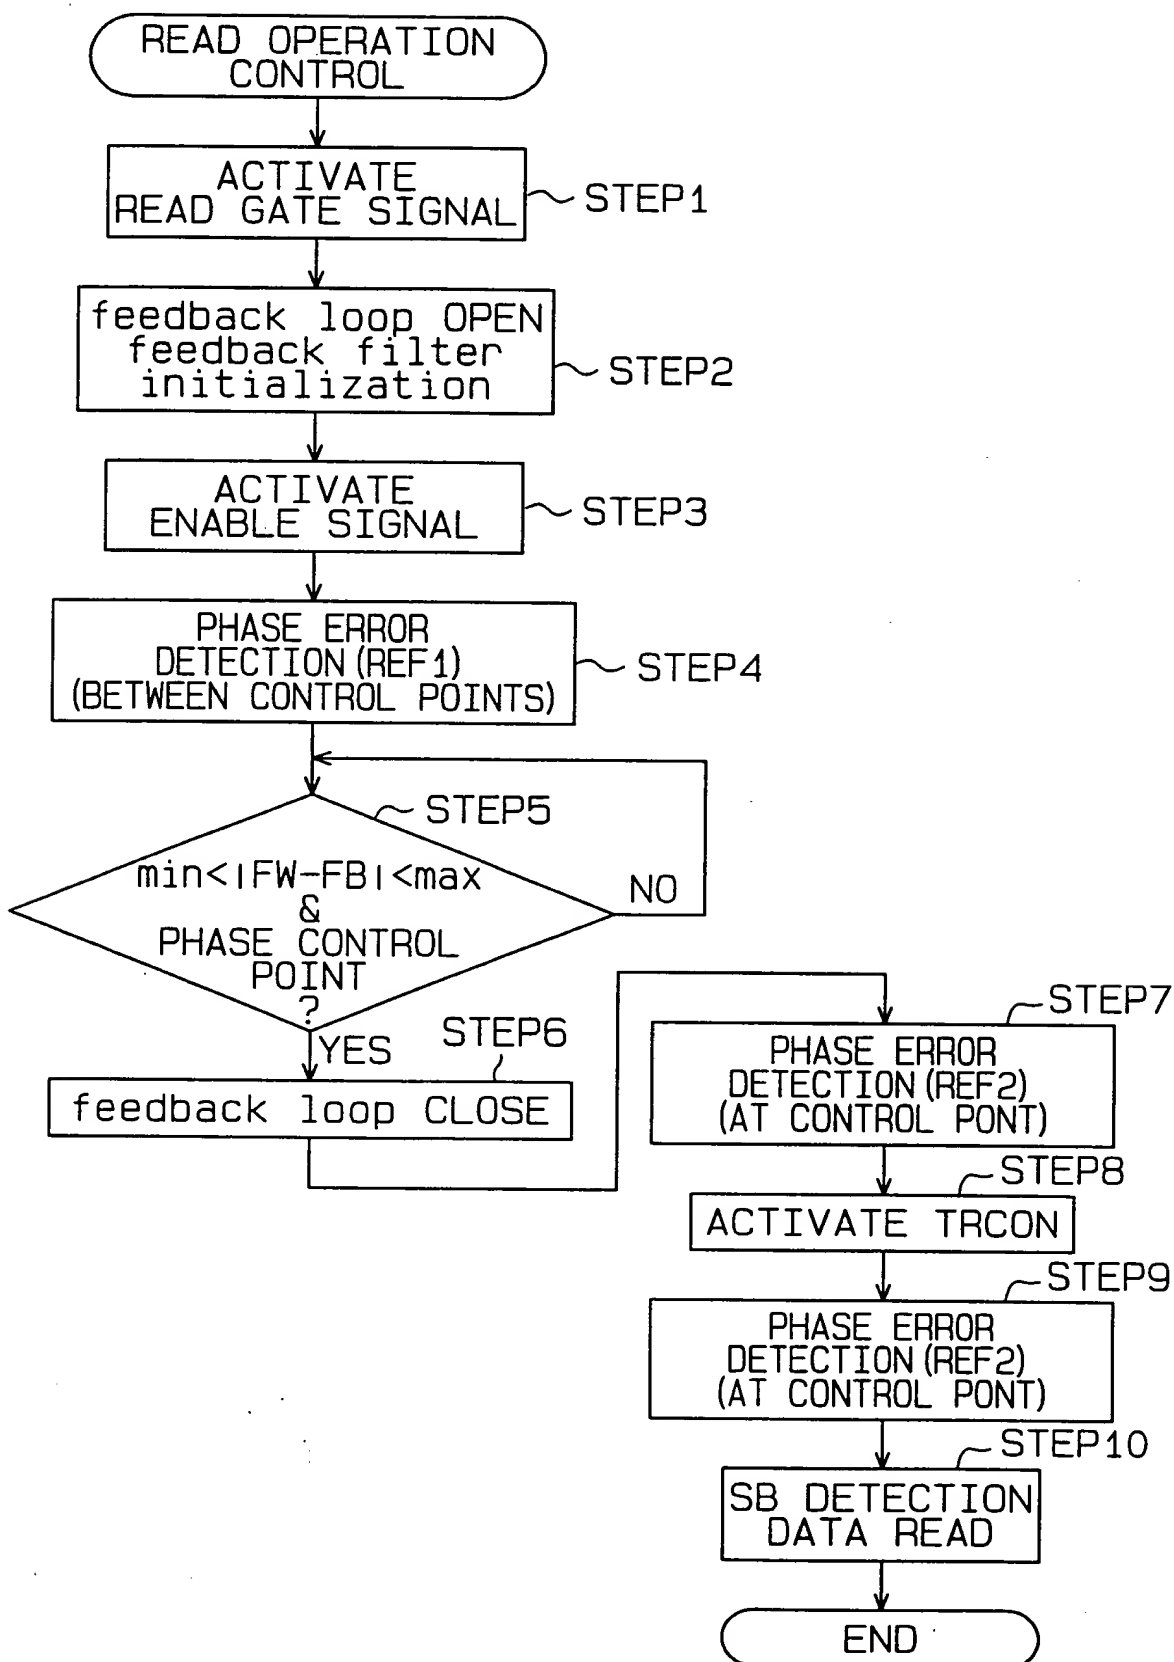 READ OPERATION
CONTROL
ACTIVATE
READ GATE SIGNAL
STEP1
feedback loop OPEN
feedback filter
initialization
STEP2
ACTIVATE
ENABLE SIGNAL
STEP3
PHASE ERROR
DETECTION(REF1)
(BETWEEN CONTROL POINTS)
STEP4
STEP5
min<|FW-FB|<max
&
PHASE CONTROL
POINT
?
NO
YES
STEP6
feedback loop CLOSE
STEP7
PHASE ERROR
DETECTION(REF2)
(AT CONTROL PONT)
STEP8
ACTIVATE TRCON
STEP9
PHASE ERROR
DETECTION(REF2)
(AT CONTROL PONT)
STEP10
SB DETECTION
DATA READ
END